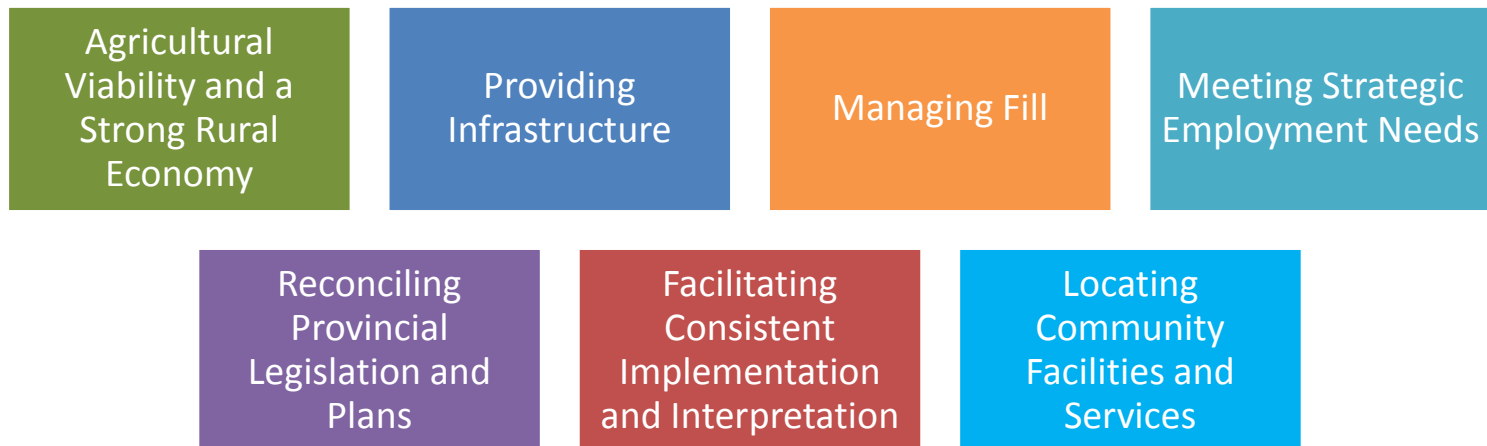 Agricultural
Viability and a
Strong Rural
Economy
Providing
Infrastructure
Managing Fill
Meeting Strategic
Employment Needs
Reconciling
Provincial
Legislation and
Plans
Facilitating
Consistent
Implementation
and Interpretation
Locating
Community
Facilities and
Services